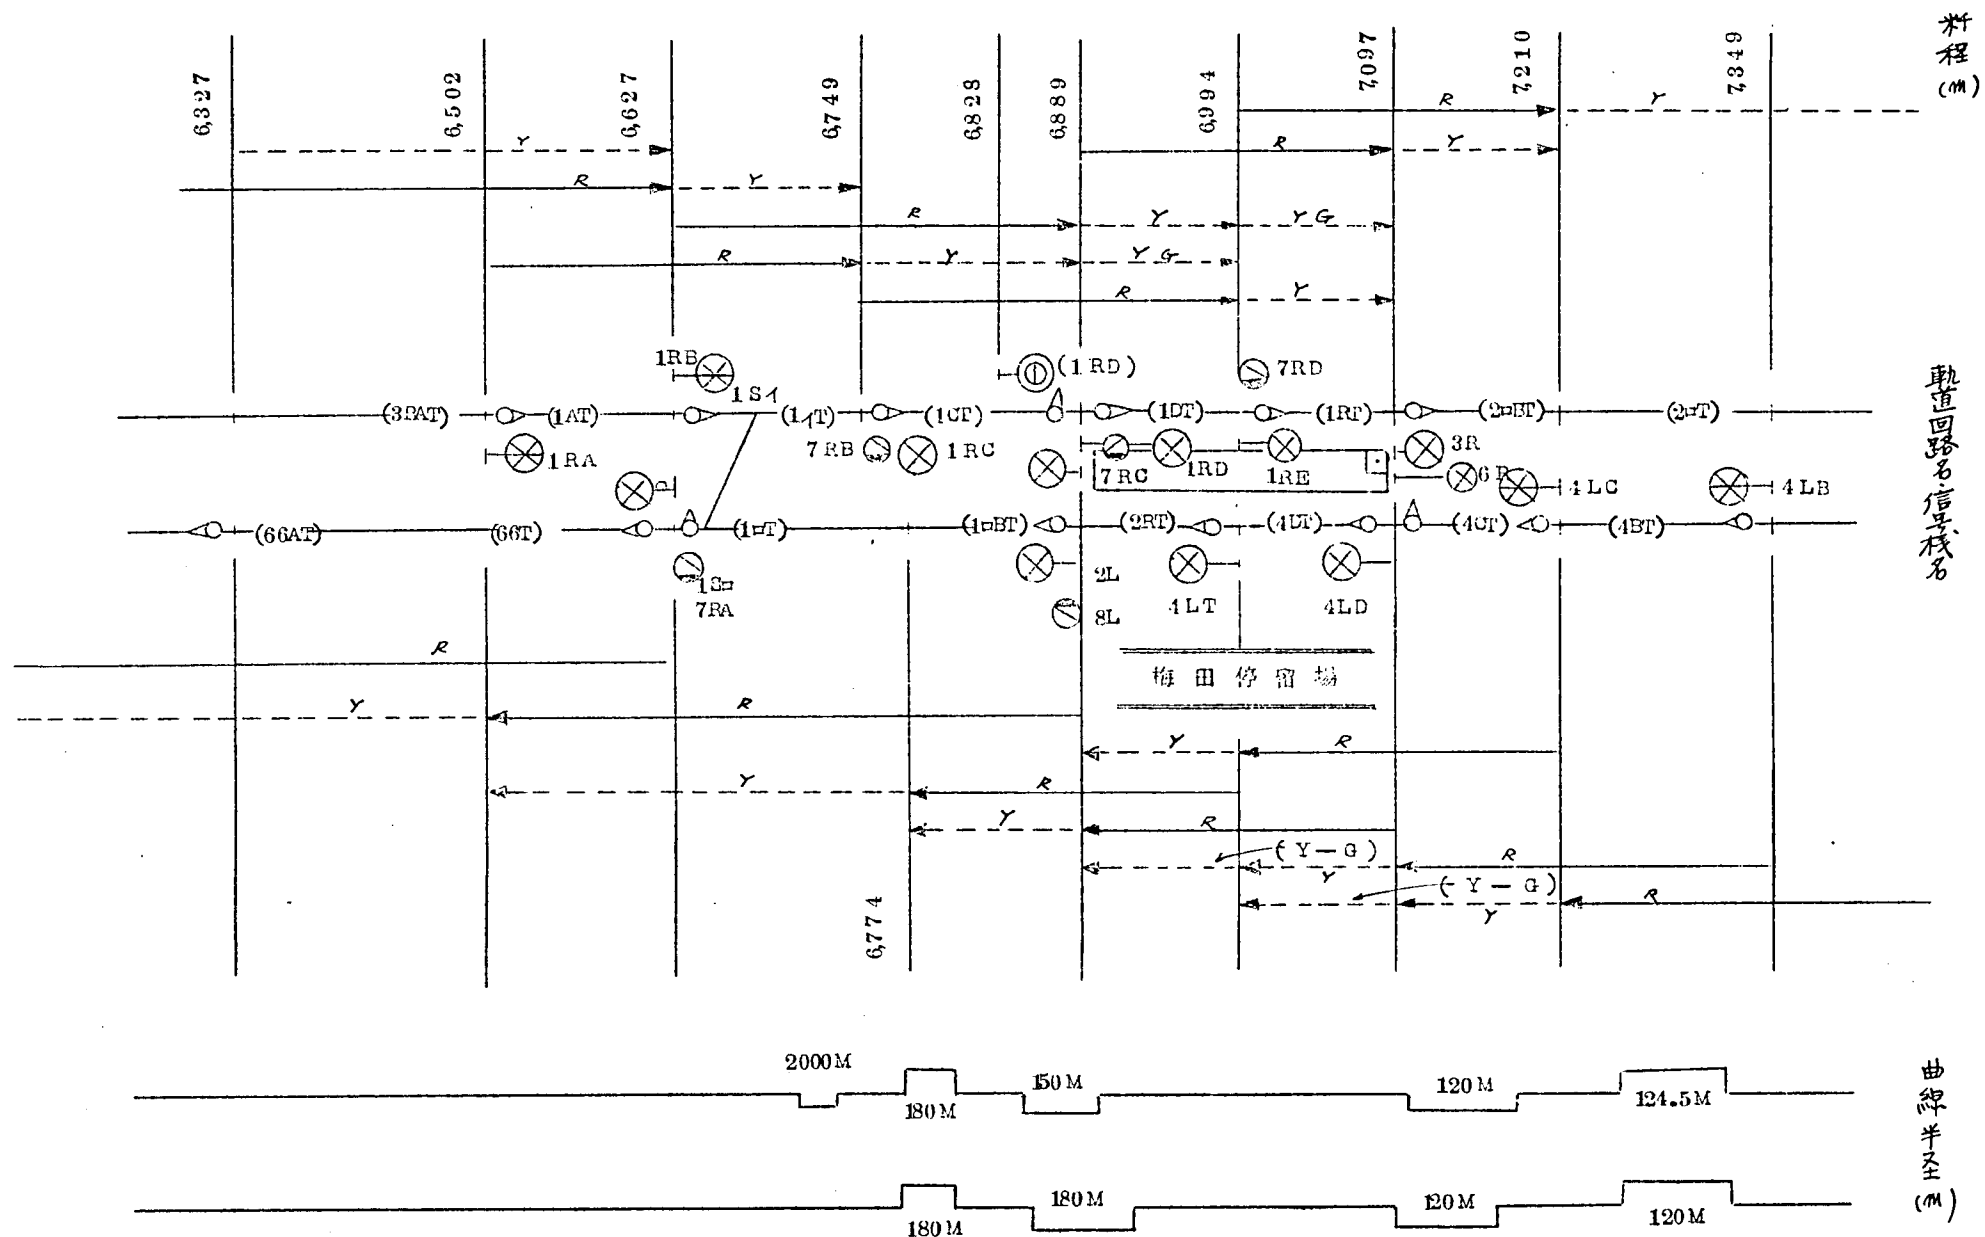 料程(m)
6,327
6,502
6,627
6,749
6,828
6,889
6,994
7,097
7,210
7,349
R Y
Y R Y
R Y
R Y YG
R Y YG
R Y
1RB (1RD) 7RD
1Sイ
(1AT) (1イT) (1CT) (1DT) (1RT) (2ロBT) (2ロT)
1RA 7RB 1RC 7RC 1RD 1RE 3R
6R 4LC 4LB
(66AT) (66T) (1ロT) (1ロBT) (2RT) (4CT) (4BT)
1Sロ 2L 4LT 4LD
7RA 8L
軌道回路名・信号機名
梅田停留場
R
Y R
Y R
Y R
Y R
(Y-G) R
Y
(-Y-G) R
Y
6,774
2000M
180M
150M
120M
124.5M
180M
180M
120M
120M
曲線半径(m)